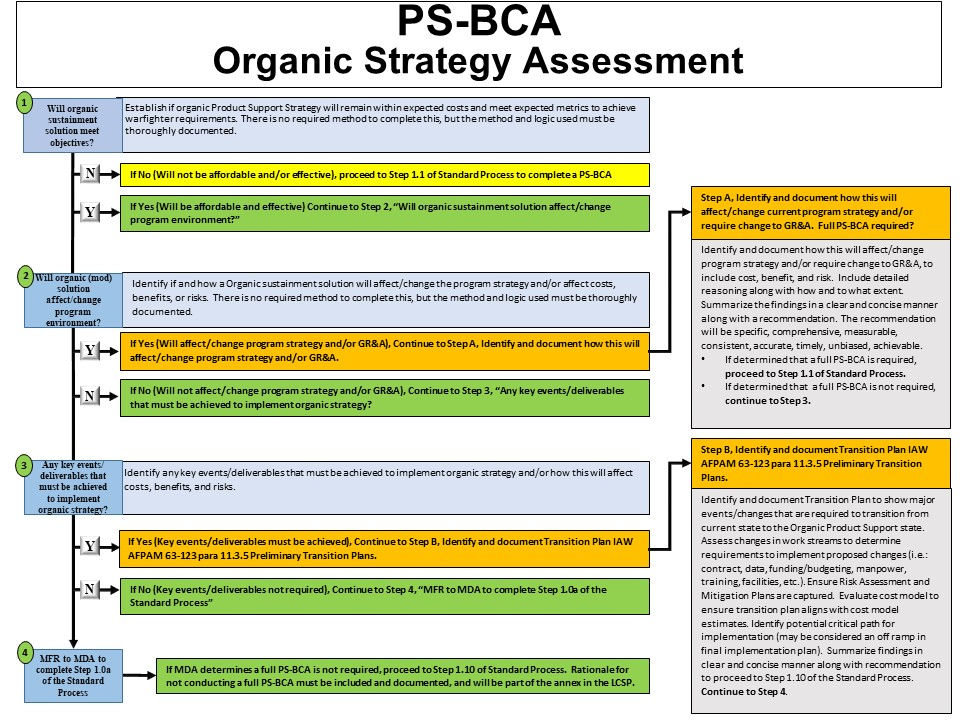 PS-BCA
Organic Strategy Assessment
1
Will organic
sustainment
solution meet
objectives?
Establish if organic Product Support Strategy will remain within expected costs and meet expected metrics to achieve
warfighter requirements. There is no required method to complete this, but the method and logic used must be
thoroughly documented.
N
If No (Will not be affordable and/or effective), proceed to Step 1.1 of Standard Process to complete a PS-BCA
Y
If Yes (Will be affordable and effective) Continue to Step 2, “Will organic sustainment solution affect/change
program environment?”
2
Will organic (mod)
solution
affect/change
program
environment?
Identify if and how a Organic sustainment solution will affect/change the program strategy and/or affect costs,
benefits, or risks. There is no required method to complete this, but the method and logic used must be thoroughly
documented.
Y
If Yes (Will affect/change program strategy and/or GR&A), Continue to Step A, Identify and document how this will
affect/change program strategy and/or GR&A.
N
If No (Will not affect/change program strategy and/or GR&A), Continue to Step 3, “Any key events/deliverables
that must be achieved to implement organic strategy?
3
Any key events/
deliverables that
must be achieved
to implement
organic strategy?
Identify any key events/deliverables that must be achieved to implement organic strategy and/or how this will affect
costs, benefits, and risks.
Y
If Yes (Key events/deliverables must be achieved), Continue to Step B, Identify and document Transition Plan IAW
AFPAM 63-123 para 11.3.5 Preliminary Transition Plans.
N
If No (Key events/deliverables not required), Continue to Step 4, “MFR to MDA to complete Step 1.0a of the
Standard Process”
4
MFR to MDA to
complete Step 1.0a
of the Standard
Process
If MDA determines a full PS-BCA is not required, proceed to Step 1.10 of Standard Process. Rationale for
not conducting a full PS-BCA must be included and documented, and will be part of the annex in the LCSP.
Step A, Identify and document how this will
affect/change current program strategy and/or
require change to GR&A. Full PS-BCA required?
Identify and document how this will affect/change
program strategy and/or require change to GR&A, to
include cost, benefit, and risk. Include detailed
reasoning along with how and to what extent.
Summarize the findings in a clear and concise manner
along with a recommendation. The recommendation
will be specific, comprehensive, measurable,
consistent, accurate, timely, unbiased, achievable.
• If determined that a full PS-BCA is required,
proceed to Step 1.1 of Standard Process.
• If determined that a full PS-BCA is not required,
continue to Step 3.
Step B, Identify and document Transition Plan IAW
AFPAM 63-123 para 11.3.5 Preliminary Transition
Plans.
Identify and document Transition Plan to show major
events/changes that are required to transition from
current state to the Organic Product Support state.
Assess changes in work streams to determine
requirements to implement proposed changes (i.e.:
contract, data, funding/budgeting, manpower,
training, facilities, etc.). Ensure Risk Assessment and
Mitigation Plans are captured. Evaluate cost model to
ensure transition plan aligns with cost model
estimates. Identify potential critical path for
implementation (may be considered an off ramp in
final implementation plan). Summarize findings in
clear and concise manner along with recommendation
to proceed to Step 1.10 of the Standard Process.
Continue to Step 4.